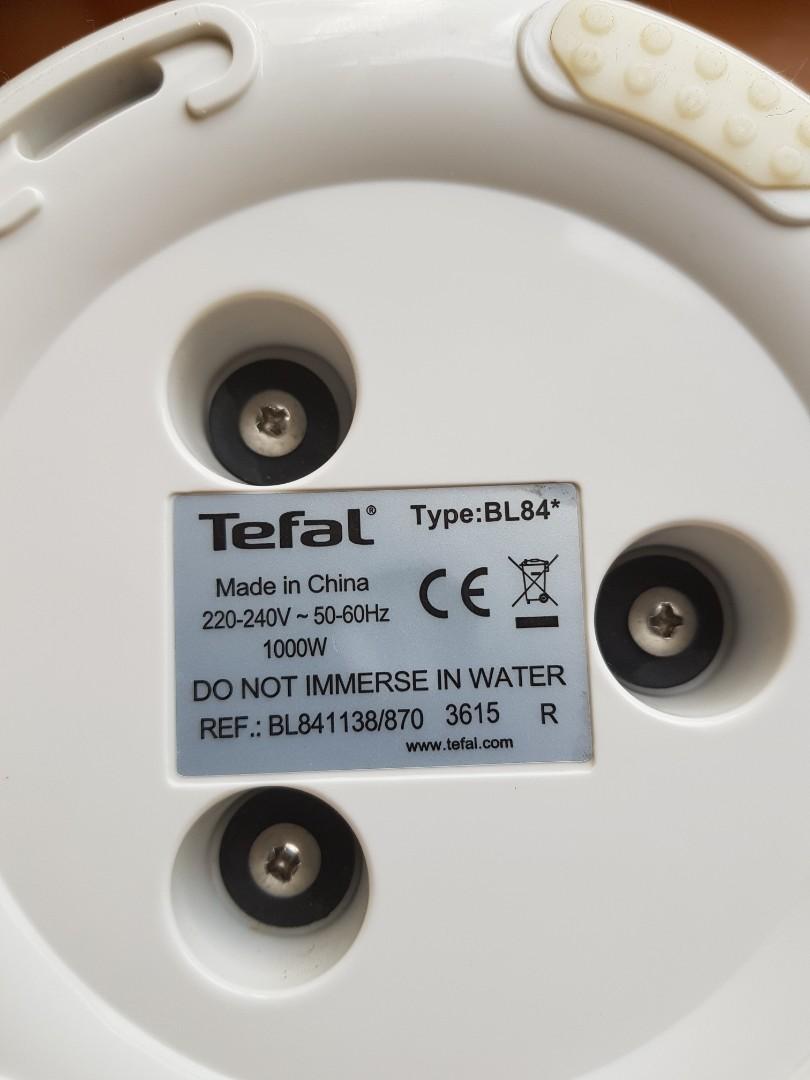 Tefal® Type:BL84*
Made in China
220-240V ~ 50-60Hz
1000W
CE
DO NOT IMMERSE IN WATER
REF.: BL841138/870 3615 R
www.tefal.com